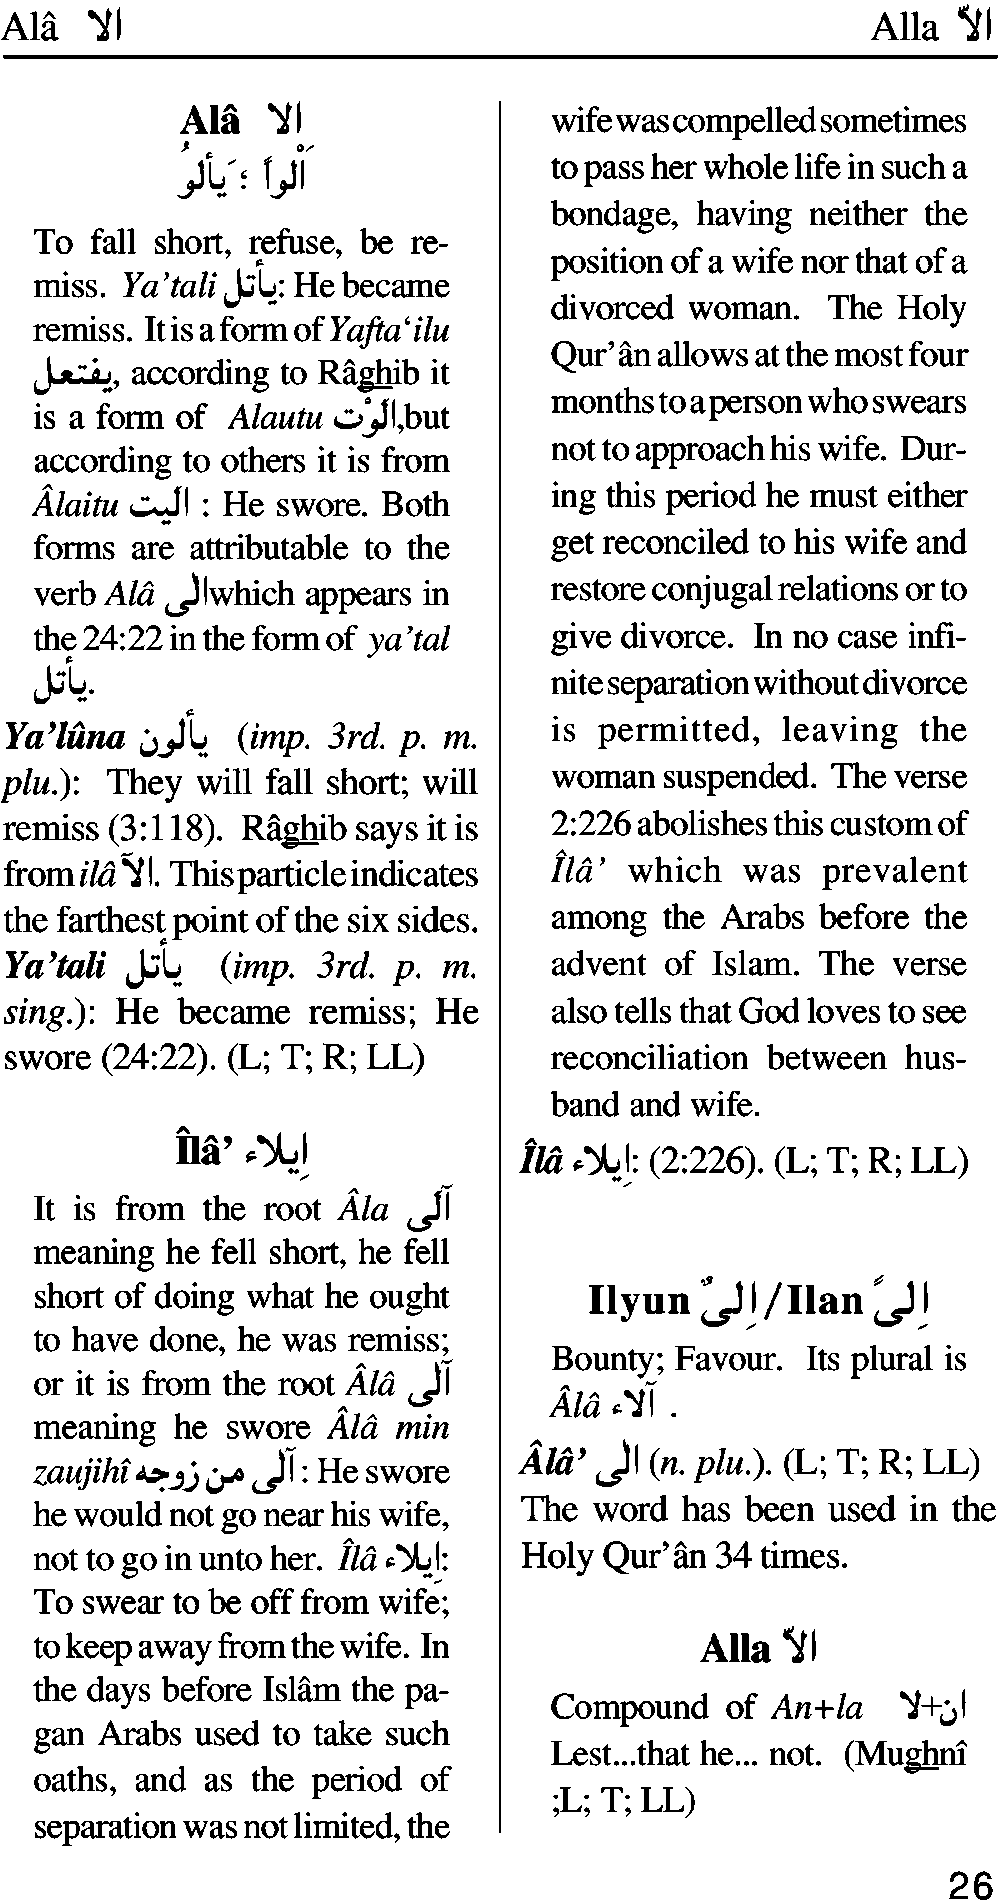 Alâ الا
Alla الاّ
Alâ الا
اَلْواً ؛ يَألوُ
To fall short, refuse, be re-
miss. Ya’tali يأتل: He became
remiss. It is a form of Yafta‘ilu
يفتعل, according to Râghib it
is a form of Alautu الَوْت,but
according to others it is from
Âlaitu اليت : He swore. Both
forms are attributable to the
verb Alâ الىwhich appears in
the 24:22 in the form of ya’tal
يأتل.
Ya’lûna يألون (imp. 3rd. p. m.
plu.): They will fall short; will
remiss (3:118). Râghib says it is
from ilâ الآ. This particle indicates
the farthest point of the six sides.
Ya’tali يأتل (imp. 3rd. p. m.
sing.): He became remiss; He
swore (24:22). (L; T; R; LL)
Îlâ’ إيلاء
It is from the root Âla آلى
meaning he fell short, he fell
short of doing what he ought
to have done, he was remiss;
or it is from the root Âlâ آلى
meaning he swore Âlâ min
zaujihî آلى من زوجه : He swore
he would not go near his wife,
not to go in unto her. Îlâ إيلاء:
To swear to be off from wife;
to keep away from the wife. In
the days before Islâm the pa-
gan Arabs used to take such
oaths, and as the period of
separation was not limited, the
wife was compelled sometimes
to pass her whole life in such a
bondage, having neither the
position of a wife nor that of a
divorced woman. The Holy
Qur’ân allows at the most four
months to a person who swears
not to approach his wife. Dur-
ing this period he must either
get reconciled to his wife and
restore conjugal relations or to
give divorce. In no case infi-
nite separation without divorce
is permitted, leaving the
woman suspended. The verse
2:226 abolishes this custom of
Îlâ’ which was prevalent
among the Arabs before the
advent of Islam. The verse
also tells that God loves to see
reconciliation between hus-
band and wife.
Îlâ إيلاء: (2:226). (L; T; R; LL)
Ilyun اِلىٌ/Ilan اِلىً
Bounty; Favour. Its plural is
Âlâ آلاء .
Âlâ’ الى (n. plu.). (L; T; R; LL)
The word has been used in the
Holy Qur’ân 34 times.
Alla الاّ
Compound of An+la ان+لا
Lest...that he... not. (Mughnî
;L; T; LL)
26